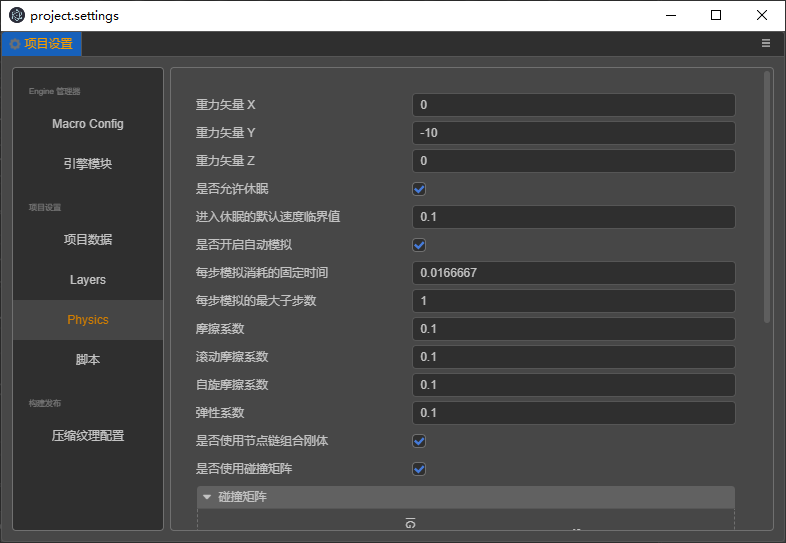 project.settings
项目设置
Engine 管理器
Macro Config
引擎模块
项目设置
项目数据
Layers
Physics
脚本
构建发布
压缩纹理配置
重力矢量 X
0
重力矢量 Y
-10
重力矢量 Z
0
是否允许休眠
进入休眠的默认速度临界值
0.1
是否开启自动模拟
每步模拟消耗的固定时间
0.0166667
每步模拟的最大子步数
1
摩擦系数
0.1
滚动摩擦系数
0.1
自旋摩擦系数
0.1
弹性系数
0.1
是否使用节点链组合刚体
是否使用碰撞矩阵
碰撞矩阵